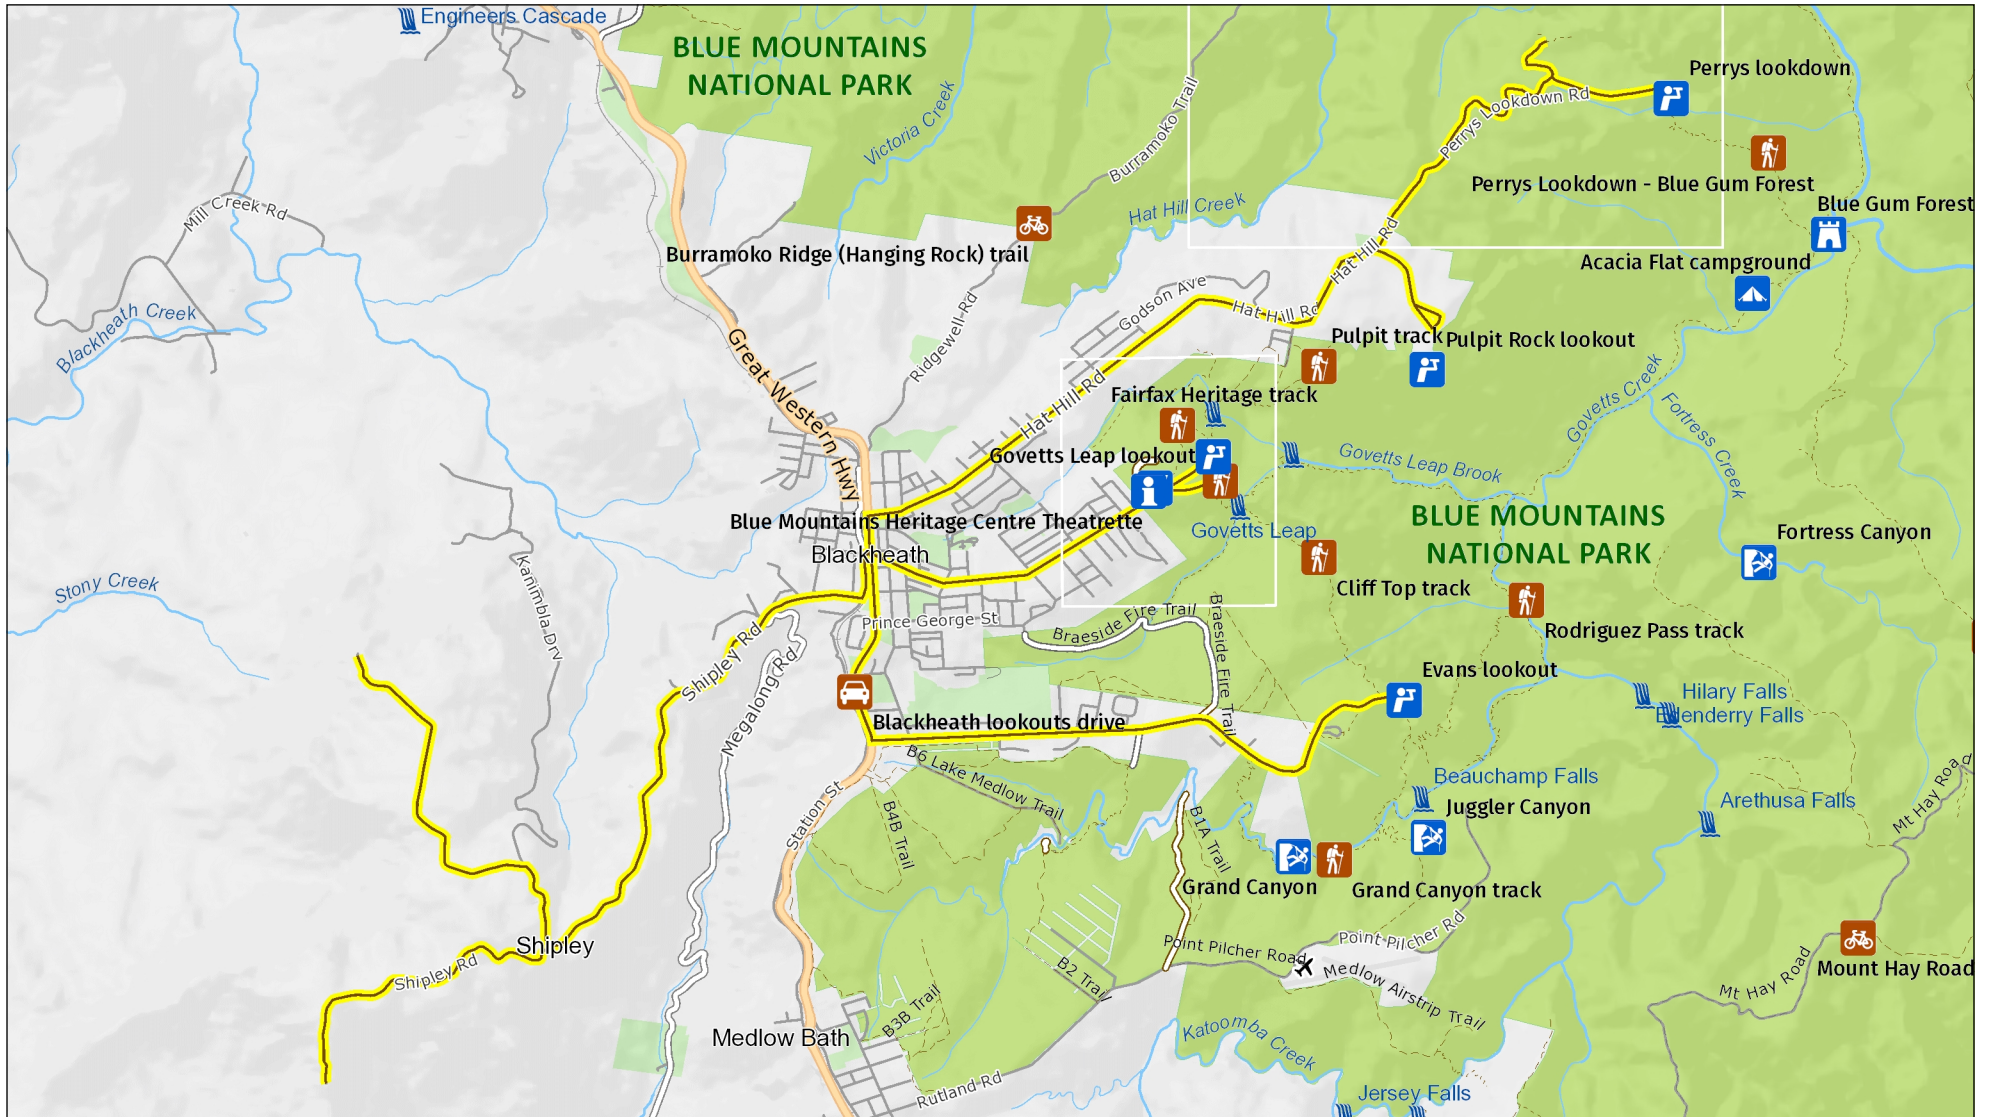 Engineers Cascade
BLUE MOUNTAINS
NATIONAL PARK
Victoria Creek
Burramoko Trail
Perrys lookdown
Perrys Lookdown Rd
Perrys Lookdown - Blue Gum Forest
Blue Gum Forest
Mill Creek Rd
Hat Hill Creek
Burramoko Ridge (Hanging Rock) trail
Hat Hill Rd
Acacia Flat campground
Blackheath Creek
Godson Ave
Hat Hill Rd
Ridgewell Rd
Great Western Hwy
Pulpit track
Pulpit Rock lookout
Hat Hill Rd
Fairfax Heritage track
Govetts Creek
Fortress Creek
Govetts Leap lookout
Govetts Leap Brook
Blue Mountains Heritage Centre Theatrette
Govetts Leap
BLUE MOUNTAINS
NATIONAL PARK
Fortress Canyon
Blackheath
Stony Creek
Kanimbla Drv
Cliff Top track
Prince George St
Braeside Fire Trail
Braeside Fire Trail
Rodriguez Pass track
Shipley Rd
Megalong Rd
Evans lookout
Hilary Falls
Edenderry Falls
Blackheath lookouts drive
B6 Lake Medlow Trail
Beauchamp Falls
Juggler Canyon
Arethusa Falls
Mt Hay Road
Station St
B4B Trail
B1A Trail
Grand Canyon
Grand Canyon track
Shipley
Shipley Rd
Point Pilcher Road
Point Pilcher Rd
Medlow Airstrip Trail
B2 Trail
B3B Trail
Mount Hay Road
Mt Hay Road
Medlow Bath
Katoomba Creek
Rutland Rd
Jersey Falls